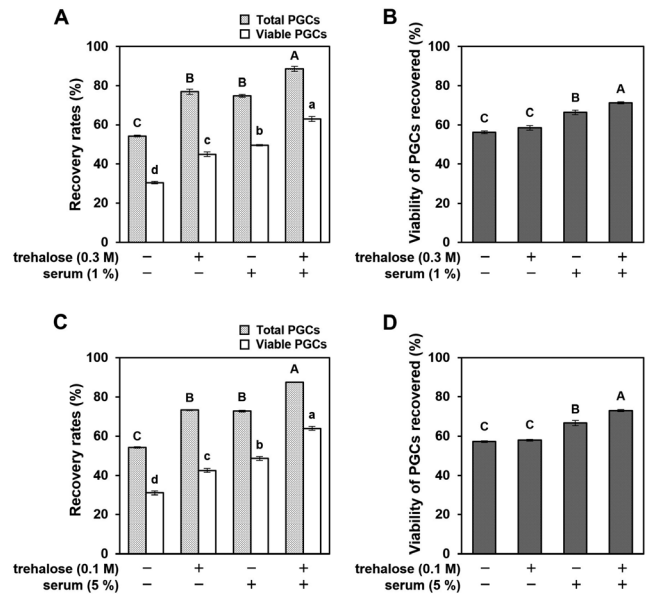 A
Total PGCs
Viable PGCs
Recovery rates (%)
100
80
60
40
20
0
C
d
B
c
B
b
A
a
trehalose (0.3 M) − + − +
serum (1 %) − − + +
B
Viability of PGCs recovered (%)
100
80
60
40
20
0
C
C
B
A
trehalose (0.3 M) − + − +
serum (1 %) − − + +
C
Total PGCs
Viable PGCs
Recovery rates (%)
100
80
60
40
20
0
C
d
B
c
B
b
A
a
trehalose (0.1 M) − + − +
serum (5 %) − − + +
D
Viability of PGCs recovered (%)
100
80
60
40
20
0
C
C
B
A
trehalose (0.1 M) − + − +
serum (5 %) − − + +